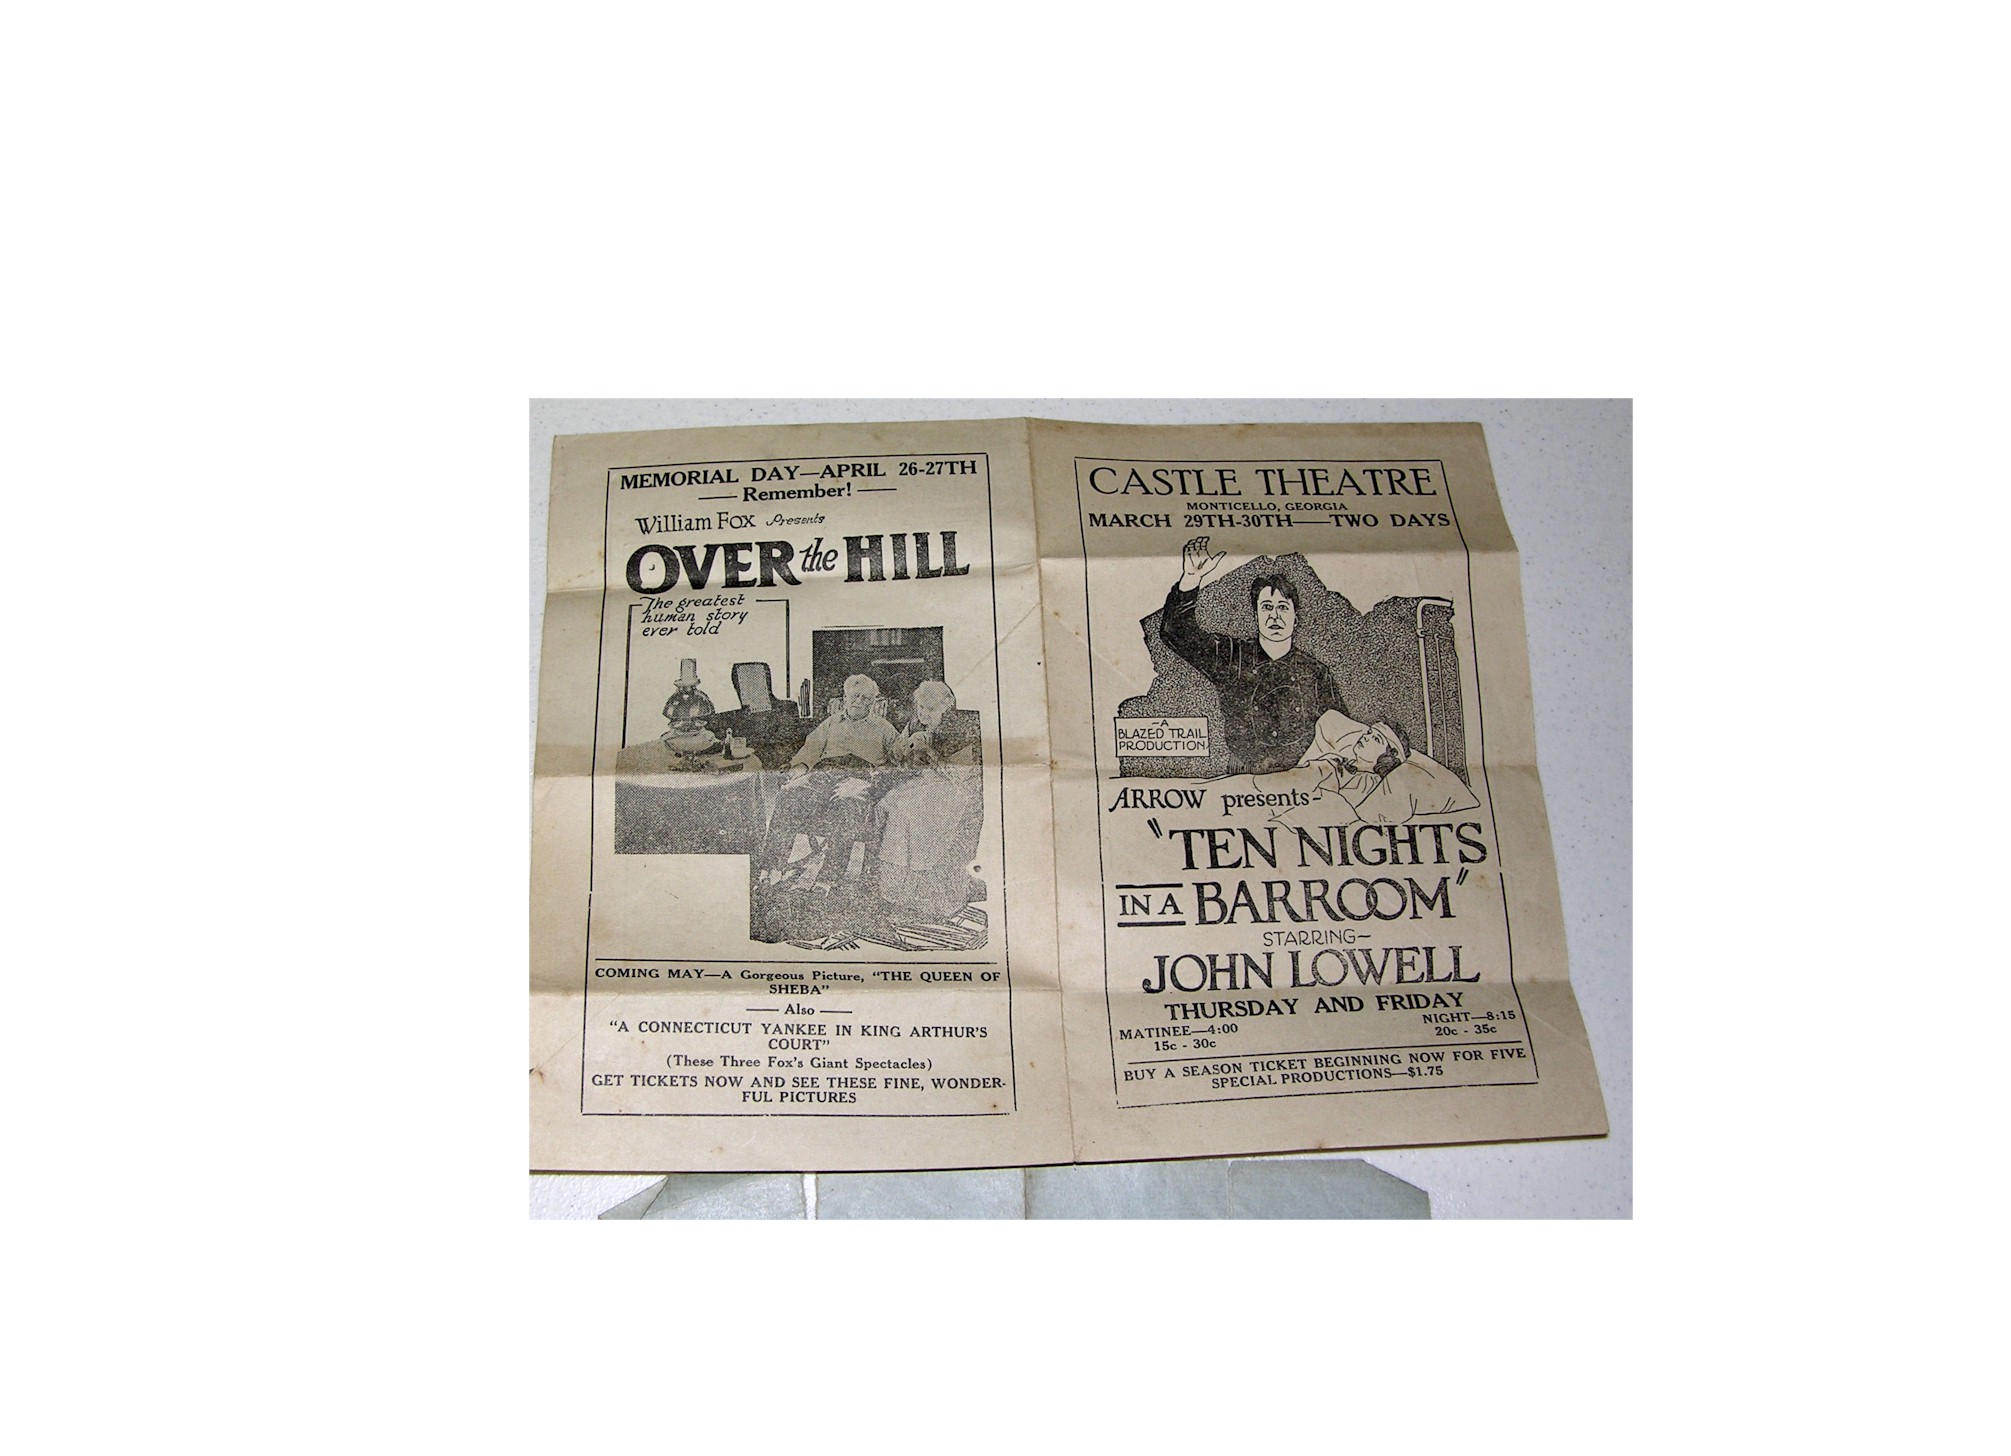 MEMORIAL DAY—APRIL 26-27TH
Remember!
William Fox Presents
OVER the HILL
The greatest
human story
ever told
COMING MAY—A Gorgeous Picture, "THE QUEEN OF
SHEBA"
Also
"A CONNECTICUT YANKEE IN KING ARTHUR'S
COURT"
(These Three Fox's Giant Spectacles)
GET TICKETS NOW AND SEE THESE FINE, WONDER-
FUL PICTURES
CASTLE THEATRE
MONTICELLO, GEORGIA
MARCH 29TH-30TH—TWO DAYS
—A
BLAZED TRAIL
PRODUCTION
ARROW presents-
"TEN NIGHTS
IN A BARROOM"
STARRING—
JOHN LOWELL
THURSDAY AND FRIDAY
MATINEE—4:00
15c - 30c
NIGHT—8:15
20c - 35c
BUY A SEASON TICKET BEGINNING NOW FOR FIVE
SPECIAL PRODUCTIONS—$1.75